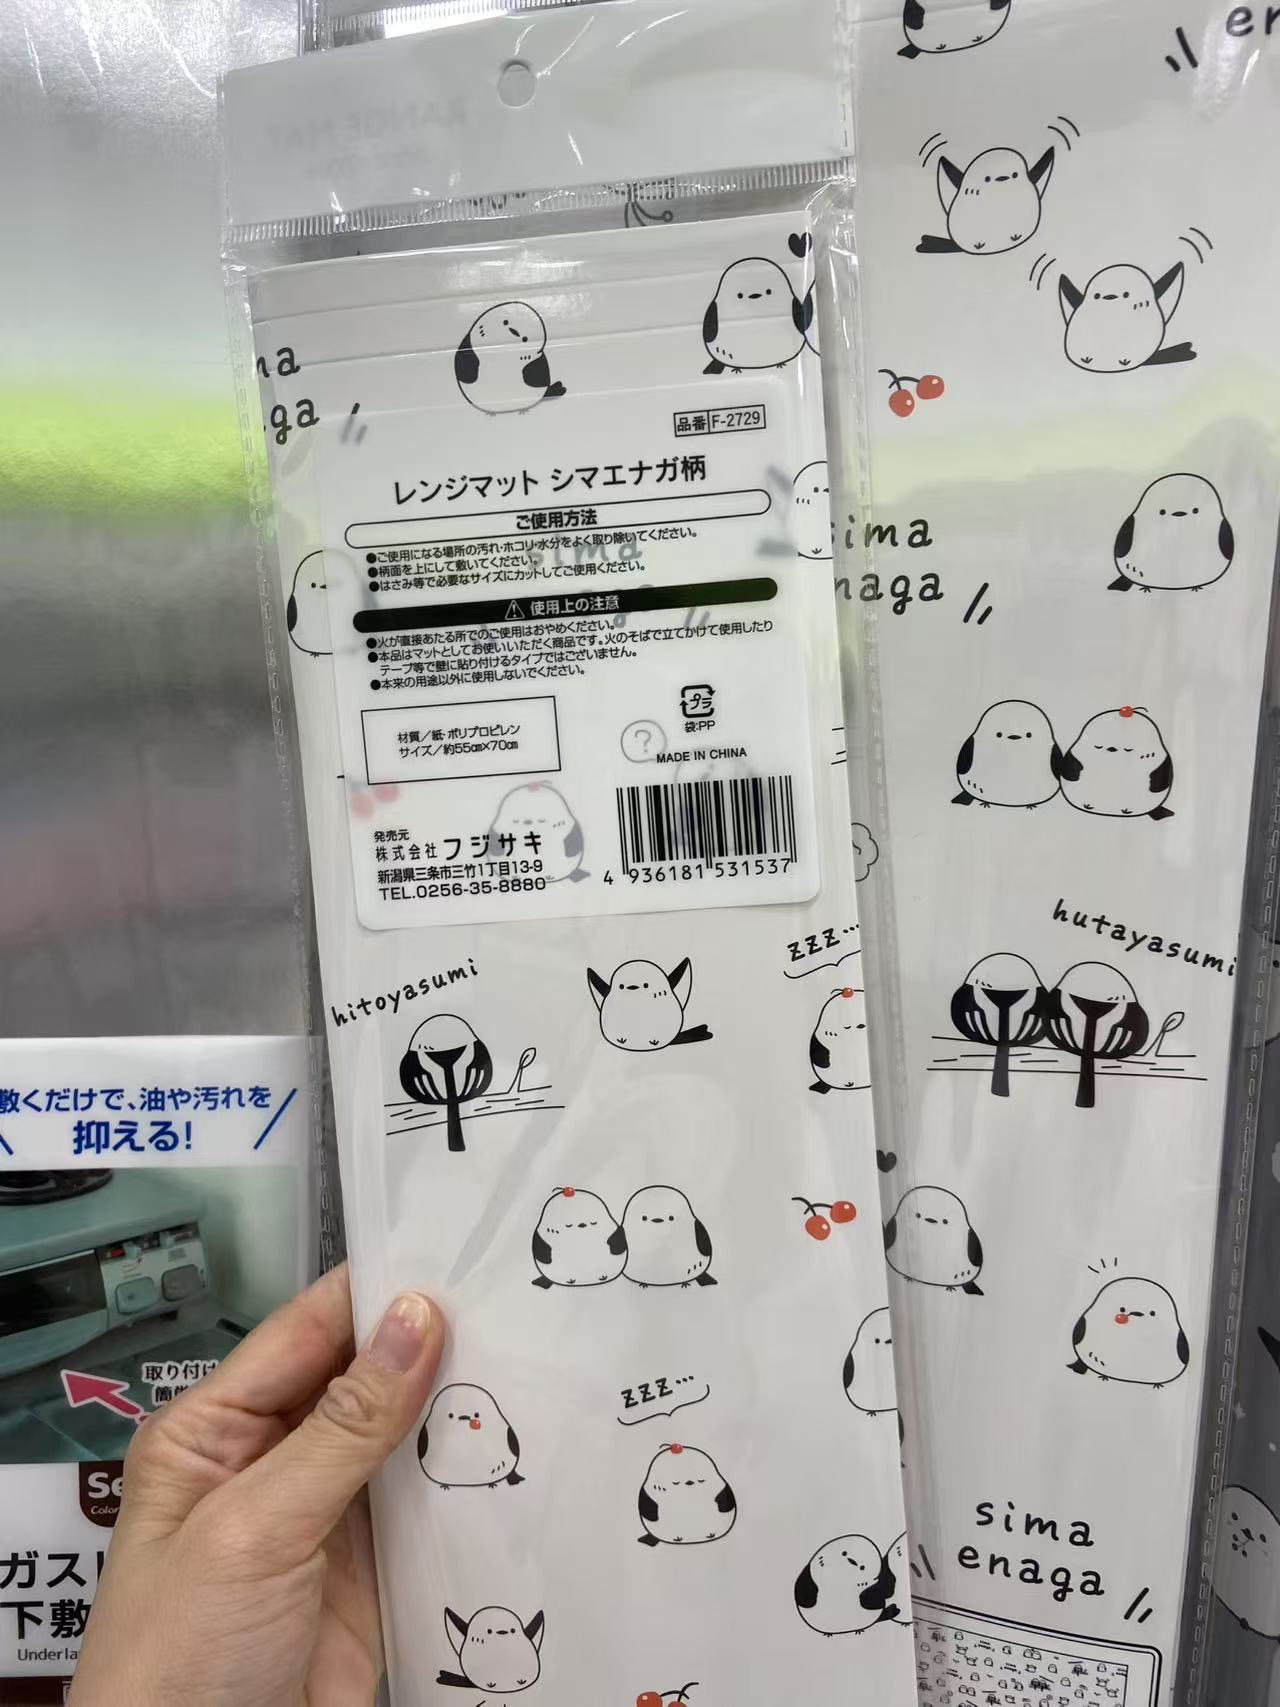 RANGE MAT
er
ma
aga
品番 F-2729
レンジマット シマエナガ柄
ご使用方法
●ご使用になる場所の汚れ・ホコリ・水分をよく取り除いてください。
●柄面を上にして敷いてください。
●はさみ等で必要なサイズにカットしてご使用ください。
⚠ 使用上の注意
●火が直接あたる所でのご使用はおやめください。
●本品はマットとしてお使いいただく商品です。火のそばで立てかけて使用したり
テープ等で壁に貼り付けるタイプではございません。
●本来の用途以外に使用しないでください。
材質/紙・ポリプロピレン
サイズ/約55㎝×70㎝
プラ
袋:PP
MADE IN CHINA
発売元
株式会社フジサキ
新潟県三条市三竹1丁目13-9
TEL.0256-35-8880
4 936181 531537
sima
enaga
?
sima
enaga
hitoyasumi
zzz…
hutayasumi
zzz…
sima
enaga
敷くだけで、油や汚れを
抑える!
取り付け
簡単
Se
Color
ガス
下敷
Underla